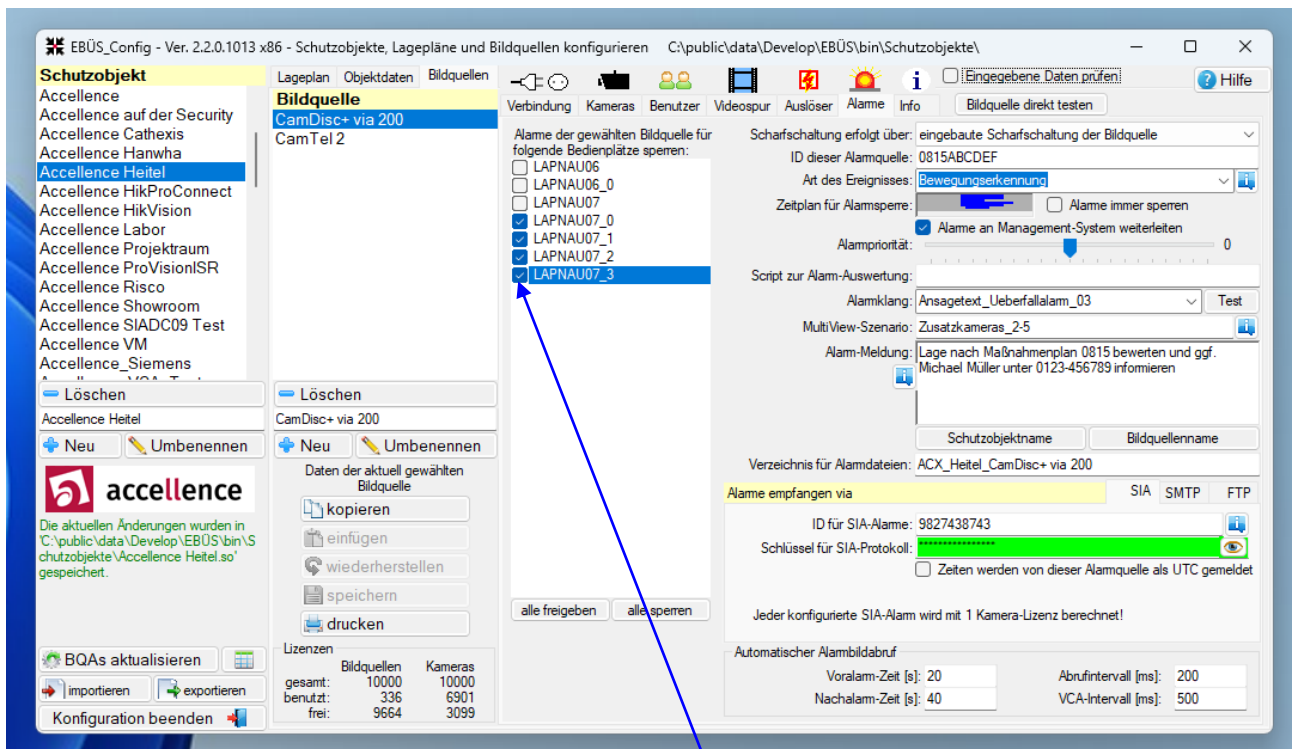 EBÜS_Config - Ver. 2.2.0.1013 x86 - Schutzobjekte, Lagepläne und Bildquellen konfigurieren C:\public\data\Develop\EBÜS\bin\Schutzobjekte\
Schutzobjekt
Accellence
Accellence auf der Security
Accellence Cathexis
Accellence Hanwha
Accellence Heitel
Accellence HikProConnect
Accellence HikVision
Accellence Labor
Accellence Projektraum
Accellence ProVisionISR
Accellence Risco
Accellence Showroom
Accellence SIADC09 Test
Accellence VM
Accellence_Siemens
Löschen
Accellence Heitel
Neu Umbenennen
accellence
Die aktuellen Änderungen wurden in
'C:\public\data\Develop\EBÜS\bin\S
chutzobjekte\Accellence Heitel.so'
gespeichert.
BQAs aktualisieren
importieren exportieren
Konfiguration beenden
Lageplan Objektdaten Bildquellen
Bildquelle
CamDisc+ via 200
CamTel 2
Löschen
CamDisc+ via 200
Neu Umbenennen
Daten der aktuell gewählten
Bildquelle
kopieren
einfügen
wiederherstellen
speichern
drucken
Lizenzen
Bildquellen Kameras
gesamt: 10000 10000
benutzt: 336 6901
frei: 9664 3099
Eingegebene Daten prüfen Hilfe
Verbindung Kameras Benutzer Videospur Auslöser Alarme Info Bildquelle direkt testen
Alarme der gewählten Bildquelle für
folgende Bedienplätze sperren:
LAPNAU06
LAPNAU06_0
LAPNAU07
LAPNAU07_0
LAPNAU07_1
LAPNAU07_2
LAPNAU07_3
alle freigeben alle sperren
Scharfschaltung erfolgt über: eingebaute Scharfschaltung der Bildquelle
ID dieser Alarmquelle: 0815ABCDEF
Art des Ereignisses: Bewegungserkennung
Zeitplan für Alarmsperre: Alarme immer sperren
Alarme an Management-System weiterleiten
Alarmpriorität: 0
Script zur Alarm-Auswertung:
Alarmklang: Ansagetext_Ueberfallalarm_03 Test
MultiView-Szenario: Zusatzkameras_2-5
Alarm-Meldung: Lage nach Maßnahmenplan 0815 bewerten und ggf.
Michael Müller unter 0123-456789 informieren
Schutzobjektname Bildquellenname
Verzeichnis für Alarmdateien: ACX_Heitel_CamDisc+ via 200
Alarme empfangen via SIA SMTP FTP
ID für SIA-Alarme: 9827438743
Schlüssel für SIA-Protokoll: ****************
Zeiten werden von dieser Alarmquelle als UTC gemeldet
Jeder konfigurierte SIA-Alarm wird mit 1 Kamera-Lizenz berechnet!
Automatischer Alarmbildabruf
Voralarm-Zeit [s]: 20 Abrufintervall [ms]: 200
Nachalarm-Zeit [s]: 40 VCA-Intervall [ms]: 500